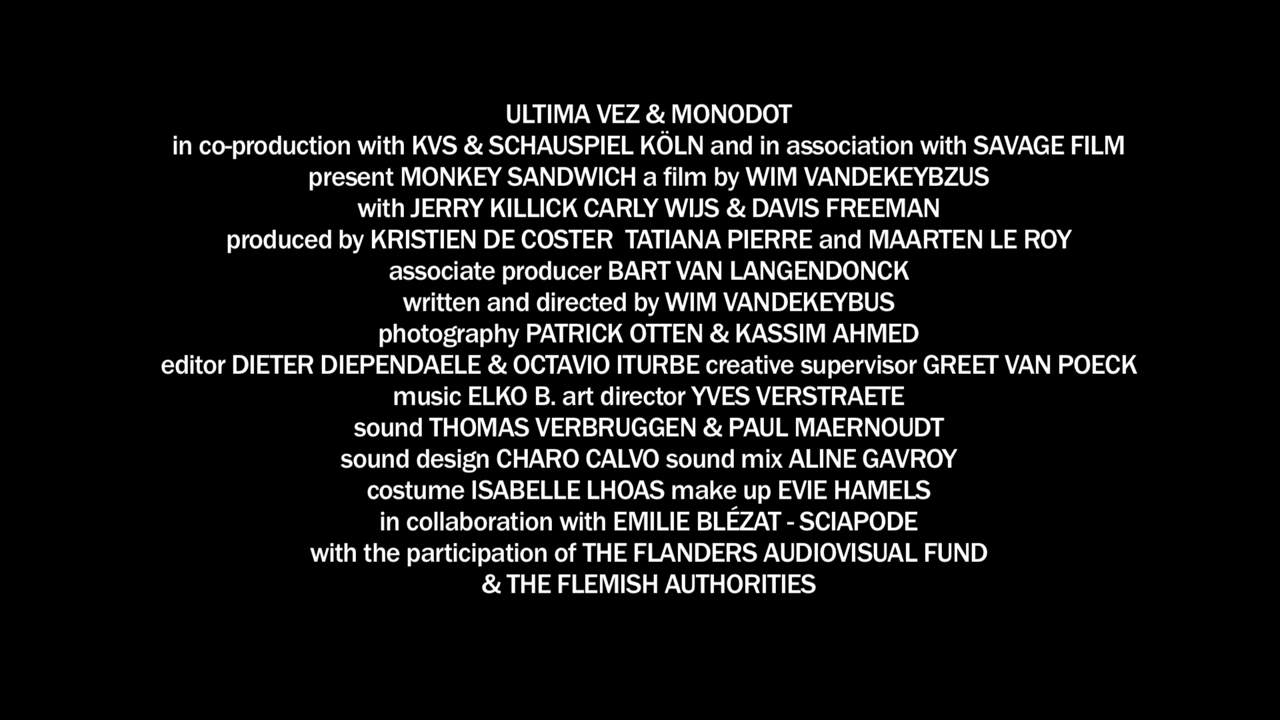 ULTIMA VEZ & MONODOT
in co-production with KVS & SCHAUSPIEL KÖLN and in association with SAVAGE FILM
present MONKEY SANDWICH a film by WIM VANDEKEYBZUS
with JERRY KILLICK CARLY WIJS & DAVIS FREEMAN
produced by KRISTIEN DE COSTER  TATIANA PIERRE and MAARTEN LE ROY
associate producer BART VAN LANGENDONCK
written and directed by WIM VANDEKEYBUS
photography PATRICK OTTEN & KASSIM AHMED
editor DIETER DIEPENDAELE & OCTAVIO ITURBE creative supervisor GREET VAN POECK
music ELKO B. art director YVES VERSTRAETE
sound THOMAS VERBRUGGEN & PAUL MAERNOUDT
sound design CHARO CALVO sound mix ALINE GAVROY
costume ISABELLE LHOAS make up EVIE HAMELS
in collaboration with EMILIE BLÉZAT - SCIAPODE
with the participation of THE FLANDERS AUDIOVISUAL FUND
& THE FLEMISH AUTHORITIES